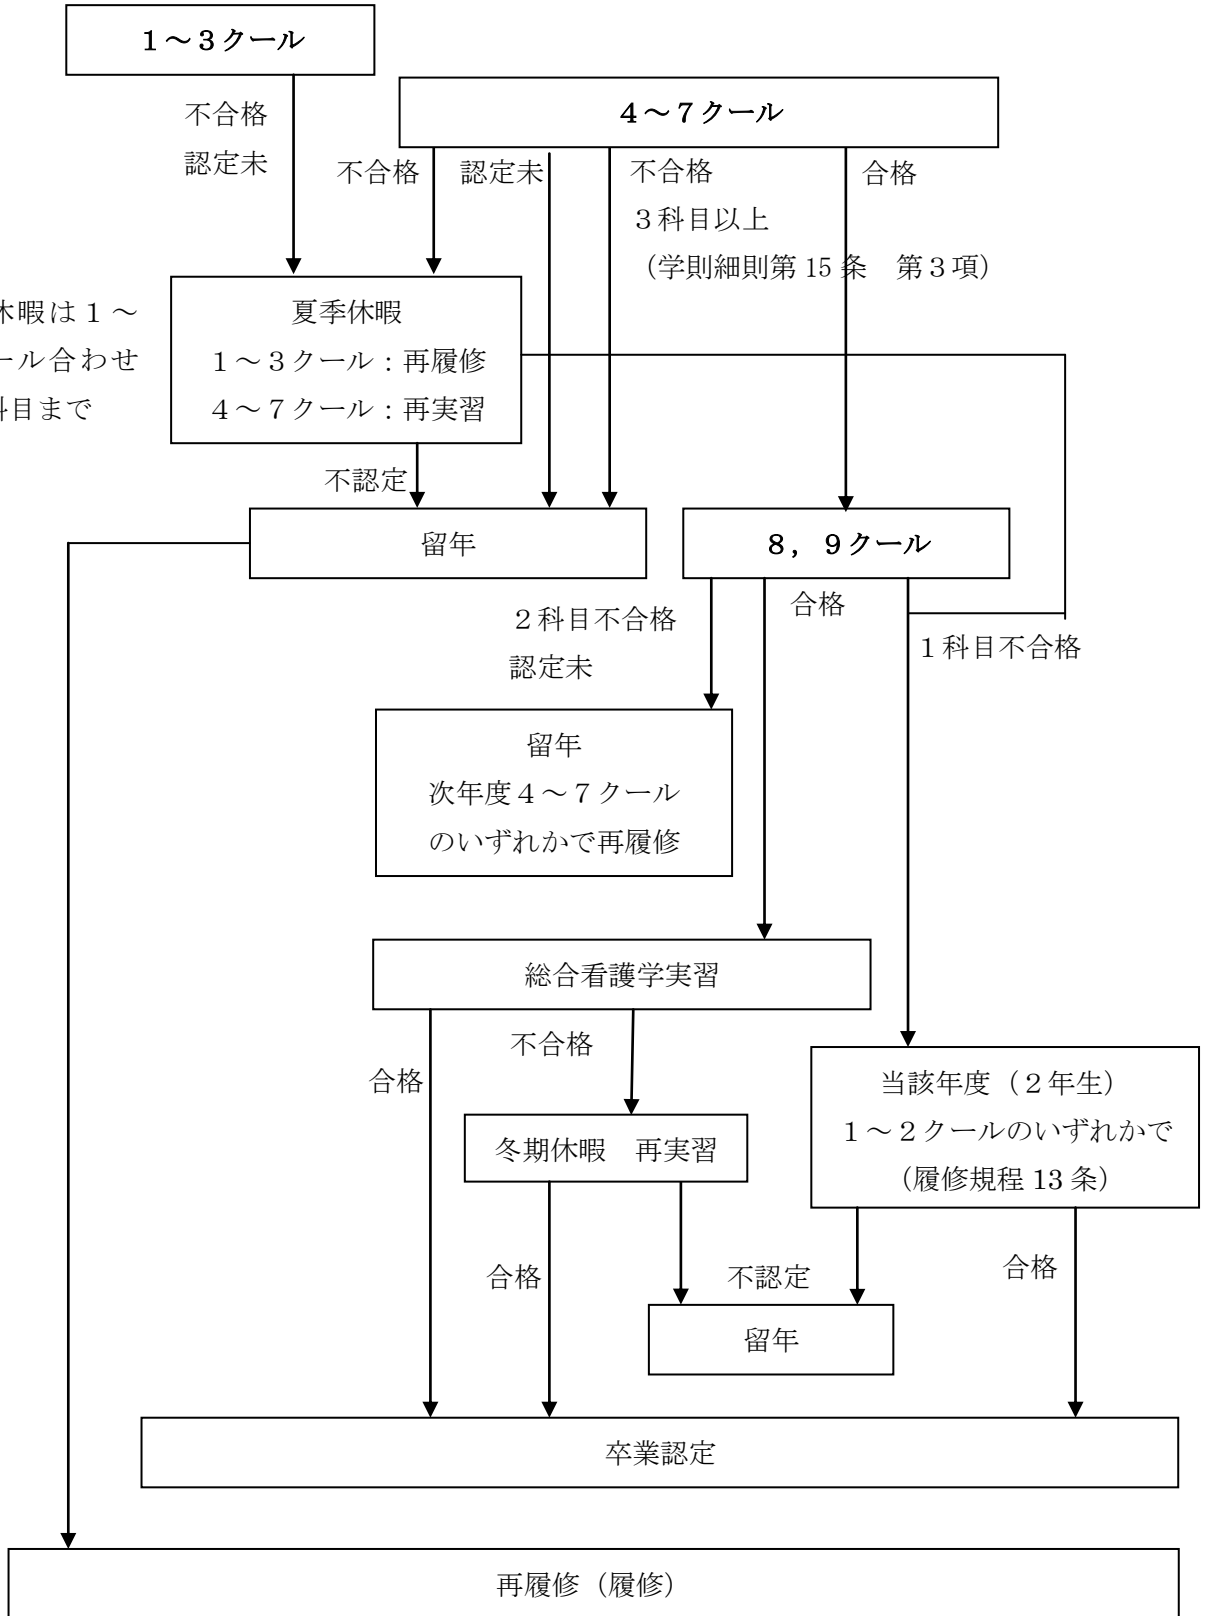 １～３クール
不合格
認定未
４～７クール
不合格
認定未
不合格
３科目以上
（学則細則第 15 条　第３項）
合格
休暇は１～
ール合わせ
科目まで
夏季休暇
１～３クール：再履修
４～７クール：再実習
不認定
留年
８，９クール
２科目不合格
認定未
合格
１科目不合格
留年
次年度４～７クール
のいずれかで再履修
総合看護学実習
合格
不合格
冬期休暇　再実習
当該年度（２年生）
１～２クールのいずれかで
（履修規程 13 条）
合格
不認定
合格
留年
卒業認定
再履修（履修）